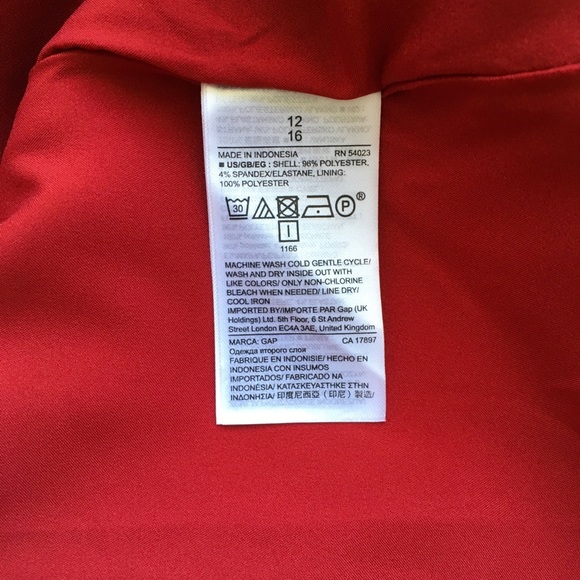 12
16
MADE IN INDONESIA RN 54023
■ US/GB/EG : SHELL: 96% POLYESTER,
4% SPANDEX/ELASTANE, LINING:
100% POLYESTER
30 P ®
1166
MACHINE WASH COLD GENTLE CYCLE/
WASH AND DRY INSIDE OUT WITH
LIKE COLORS/ ONLY NON-CHLORINE
BLEACH WHEN NEEDED/ LINE DRY/
COOL IRON
IMPORTED BY/IMPORTE PAR Gap (UK
Holdings) Ltd. 5th Floor, 6 St Andrew
Street London EC4A 3AE, United Kingdom
MARCA: GAP CA 17897
Одежда второго слой
FABRIQUE EN INDONISIE/ HECHO EN
INDONESIA CON INSUMOS
IMPORTADOS/ FABRICADO NA
INDONÉSIA/ ΚΑΤΑΣΚΕΥΑΣΤΗΚΕ ΣΤΗΝ
ΙΝΔΟΝΗΣΙΑ/ 印度尼西亞（印尼）製造/